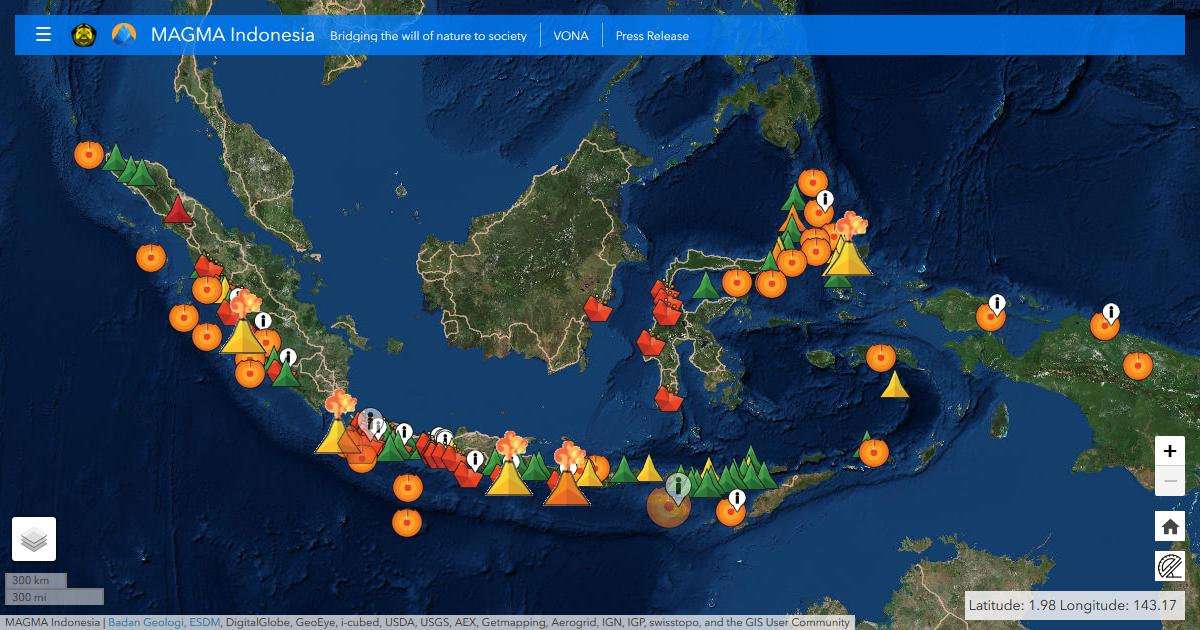 MAGMA Indonesia Bridging the will of nature to society VONA Press Release
+
−
300 km
300 mi
Latitude: 1.98 Longitude: 143.17
MAGMA Indonesia | Badan Geologi, ESDM, DigitalGlobe, GeoEye, i-cubed, USDA, USGS, AEX, Getmapping, Aerogrid, IGN, IGP, swisstopo, and the GIS User Community